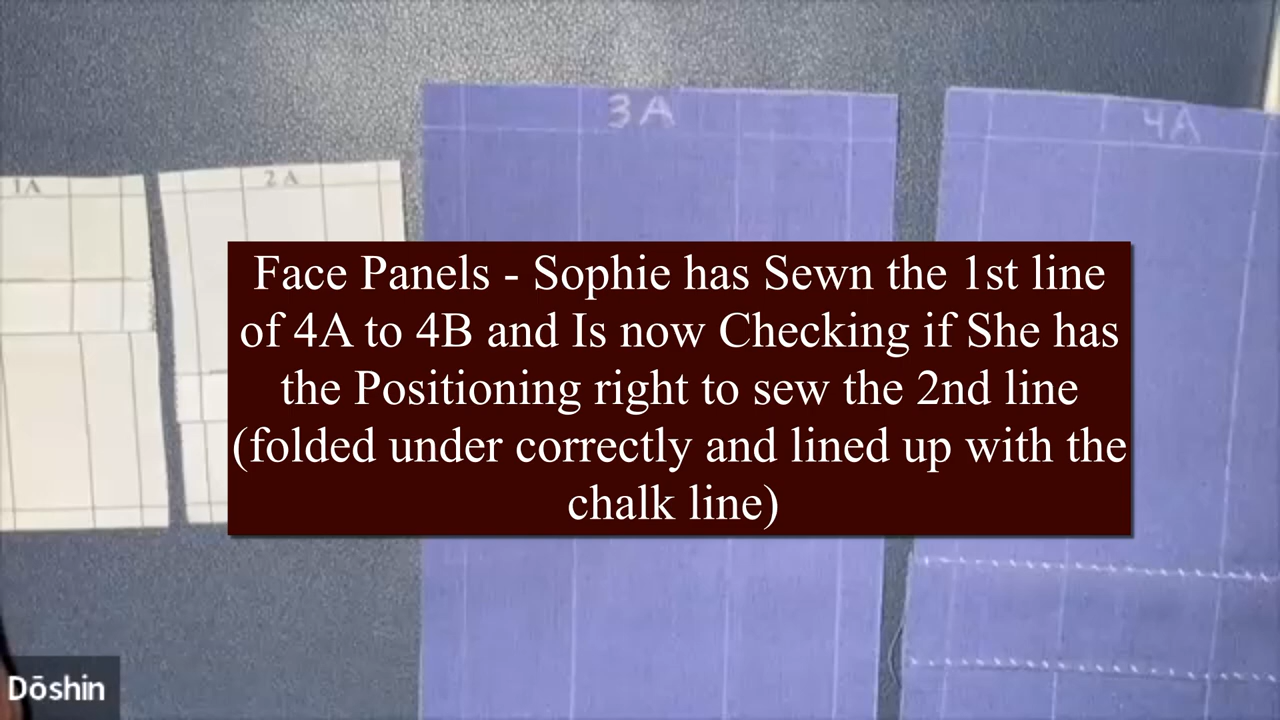 3A
4A
1A
2A
Face Panels - Sophie has Sewn the 1st line
of 4A to 4B and Is now Checking if She has
the Positioning right to sew the 2nd line
(folded under correctly and lined up with the
chalk line)
Dōshin